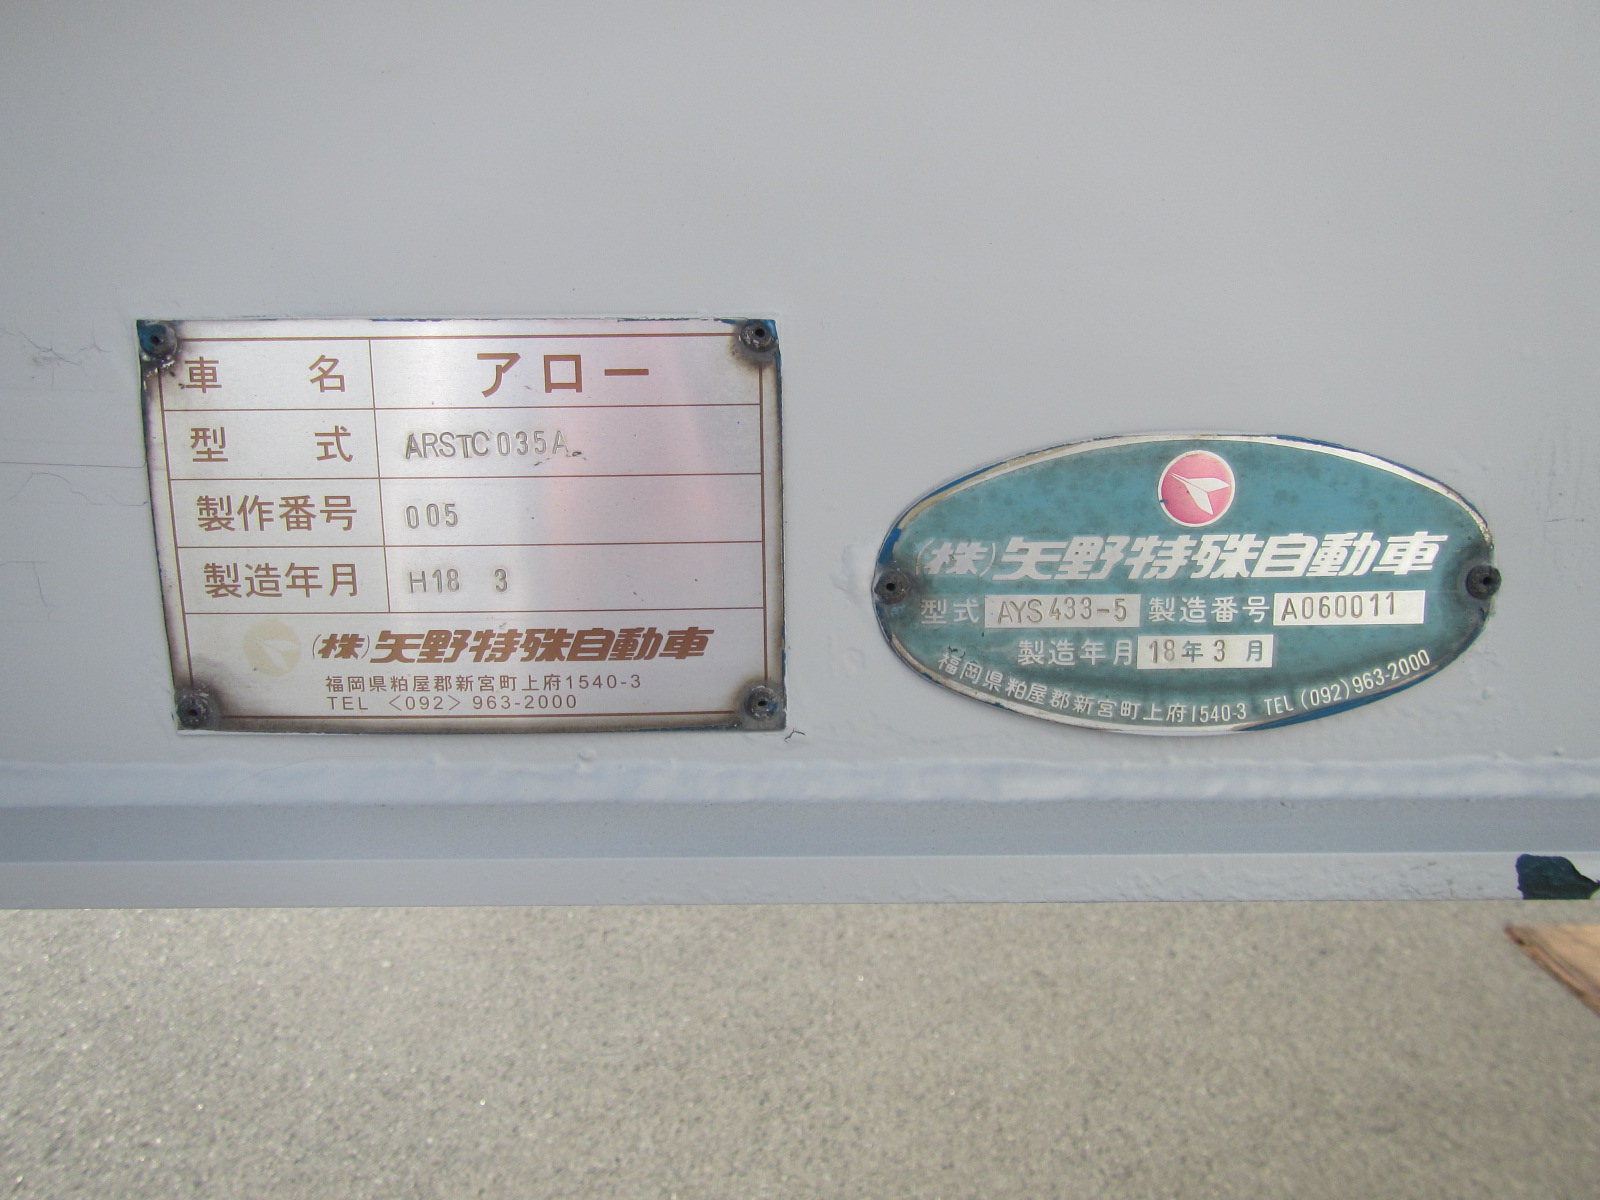 車名 アロー
型式 ARSTC035A
製作番号 005
製造年月 H18 3
(株)矢野特殊自動車
福岡県粕屋郡新宮町上府1540-3
TEL <092> 963-2000
(株)矢野特殊自動車
型式 AYS433-5 製造番号 A060011
製造年月 18年3月
福岡県粕屋郡新宮町上府1540-3 TEL (092)963-2000